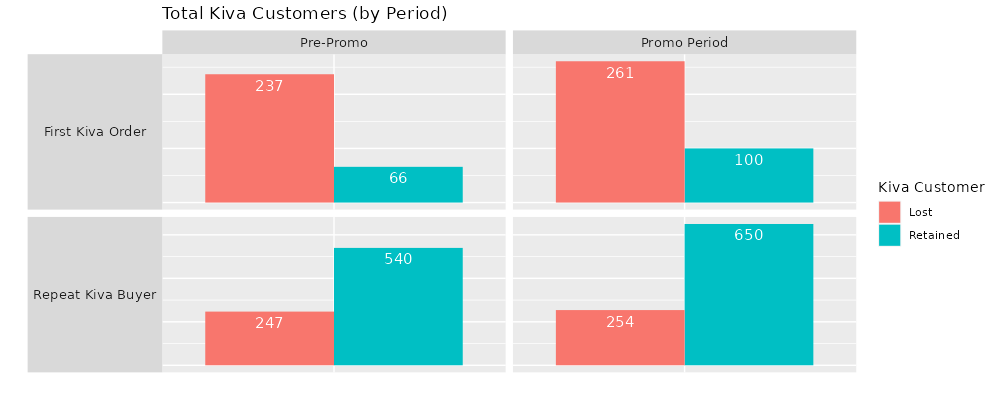 Total Kiva Customers (by Period)
Pre-Promo
Promo Period
First Kiva Order
237
66
261
100
Repeat Kiva Buyer
247
540
254
650
Kiva Customer
Lost
Retained